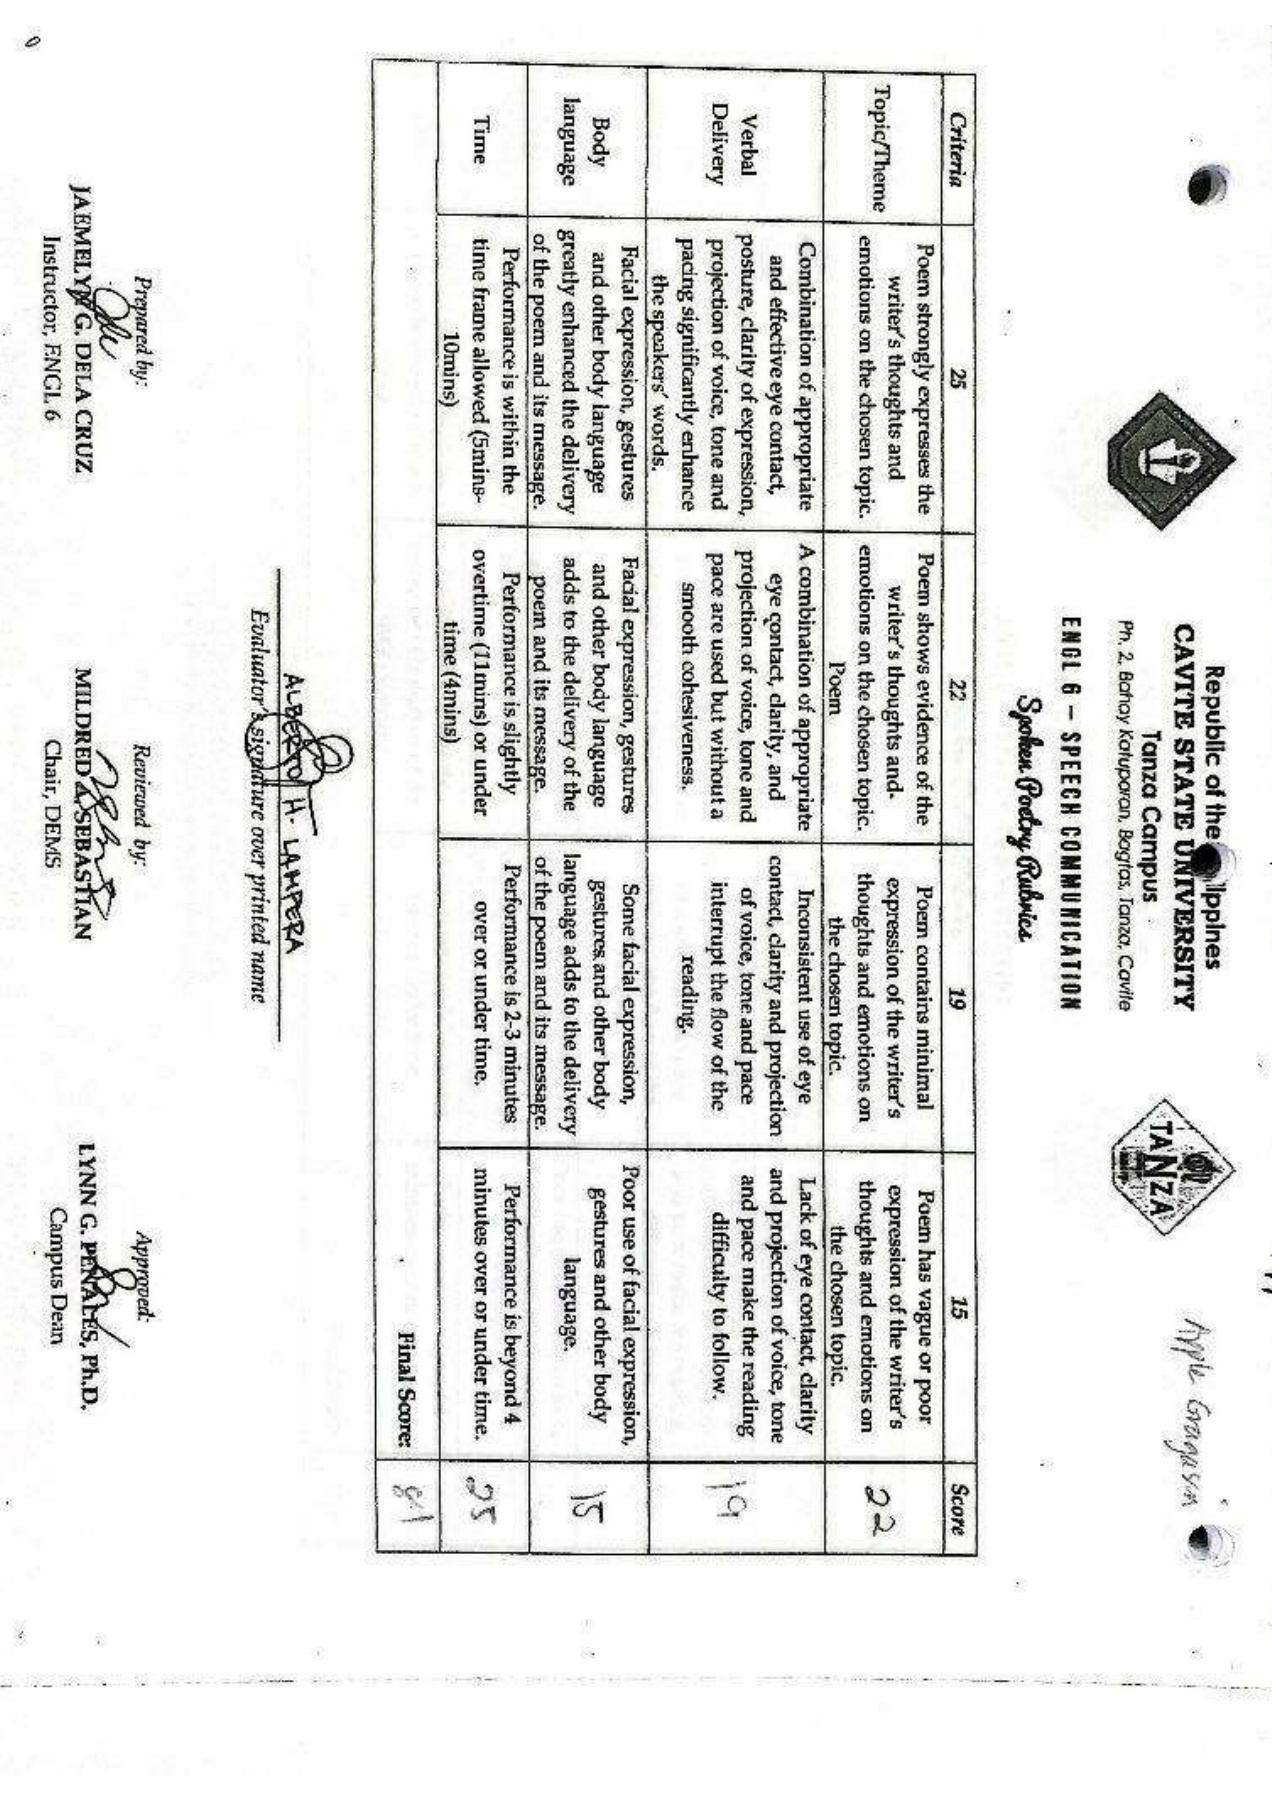 Apple Gragasin
Republic of the
lippines
CAVITE STATE UNIVERSITY
Tanza Campus
Ph. 2, Bahay Katuparan, Bagtas, Tanza, Cavite
TANZA
ENGL 6 – SPEECH COMMUNICATION
Spoken Poetry Rubrics
Criteria 25 22 19 15 Score
Topic/Theme
Poem strongly expresses the
writer's thoughts and
emotions on the chosen topic.
Poem shows evidence of the
writer's thoughts and-
emotions on the chosen topic.
Poem
Poem contains minimal
expression of the writer's
thoughts and emotions on
the chosen topic.
Poem has vague or poor
expression of the writer's
thoughts and emotions on
the chosen topic.
22
Verbal
Delivery
Combination of appropriate
and effective eye contact,
posture, clarity of expression,
projection of voice, tone and
pacing significantly enhance
the speakers' words.
A combination of appropriate
eye contact, clarity, and
projection of voice, tone and
pace are used but without a
smooth cohesiveness.
Inconsistent use of eye
contact, clarity and projection
of voice, tone and pace
interrupt the flow of the
reading.
Lack of eye contact, clarity
and projection of voice, tone
and pace make the reading
difficulty to follow.
19
Body
language
Facial expression, gestures
and other body language
greatly enhanced the delivery
of the poem and its message.
Facial expression, gestures
and other body language
adds to the delivery of the
poem and its message.
Some facial expression,
gestures and other body
language adds to the delivery
of the poem and its message.
Poor use of facial expression,
gestures and other body
language.
15
Time
Performance is within the
time frame allowed (5mins-
10mins)
Performance is slightly
overtime (11mins) or under
time (4mins)
Performance is 2-3 minutes
over or under time.
Performance is beyond 4
minutes over or under time.
25
Final Score: 81
ALBERTO H. LAMPERA
Evaluator's signature over printed name
Prepared by:
JAEMELYN G. DELA CRUZ
Instructor, ENGL 6
Reviewed by:
MILDRED A. SEBASTIAN
Chair, DEMS
Approved:
LYNN G. PENALES, Ph.D.
Campus Dean